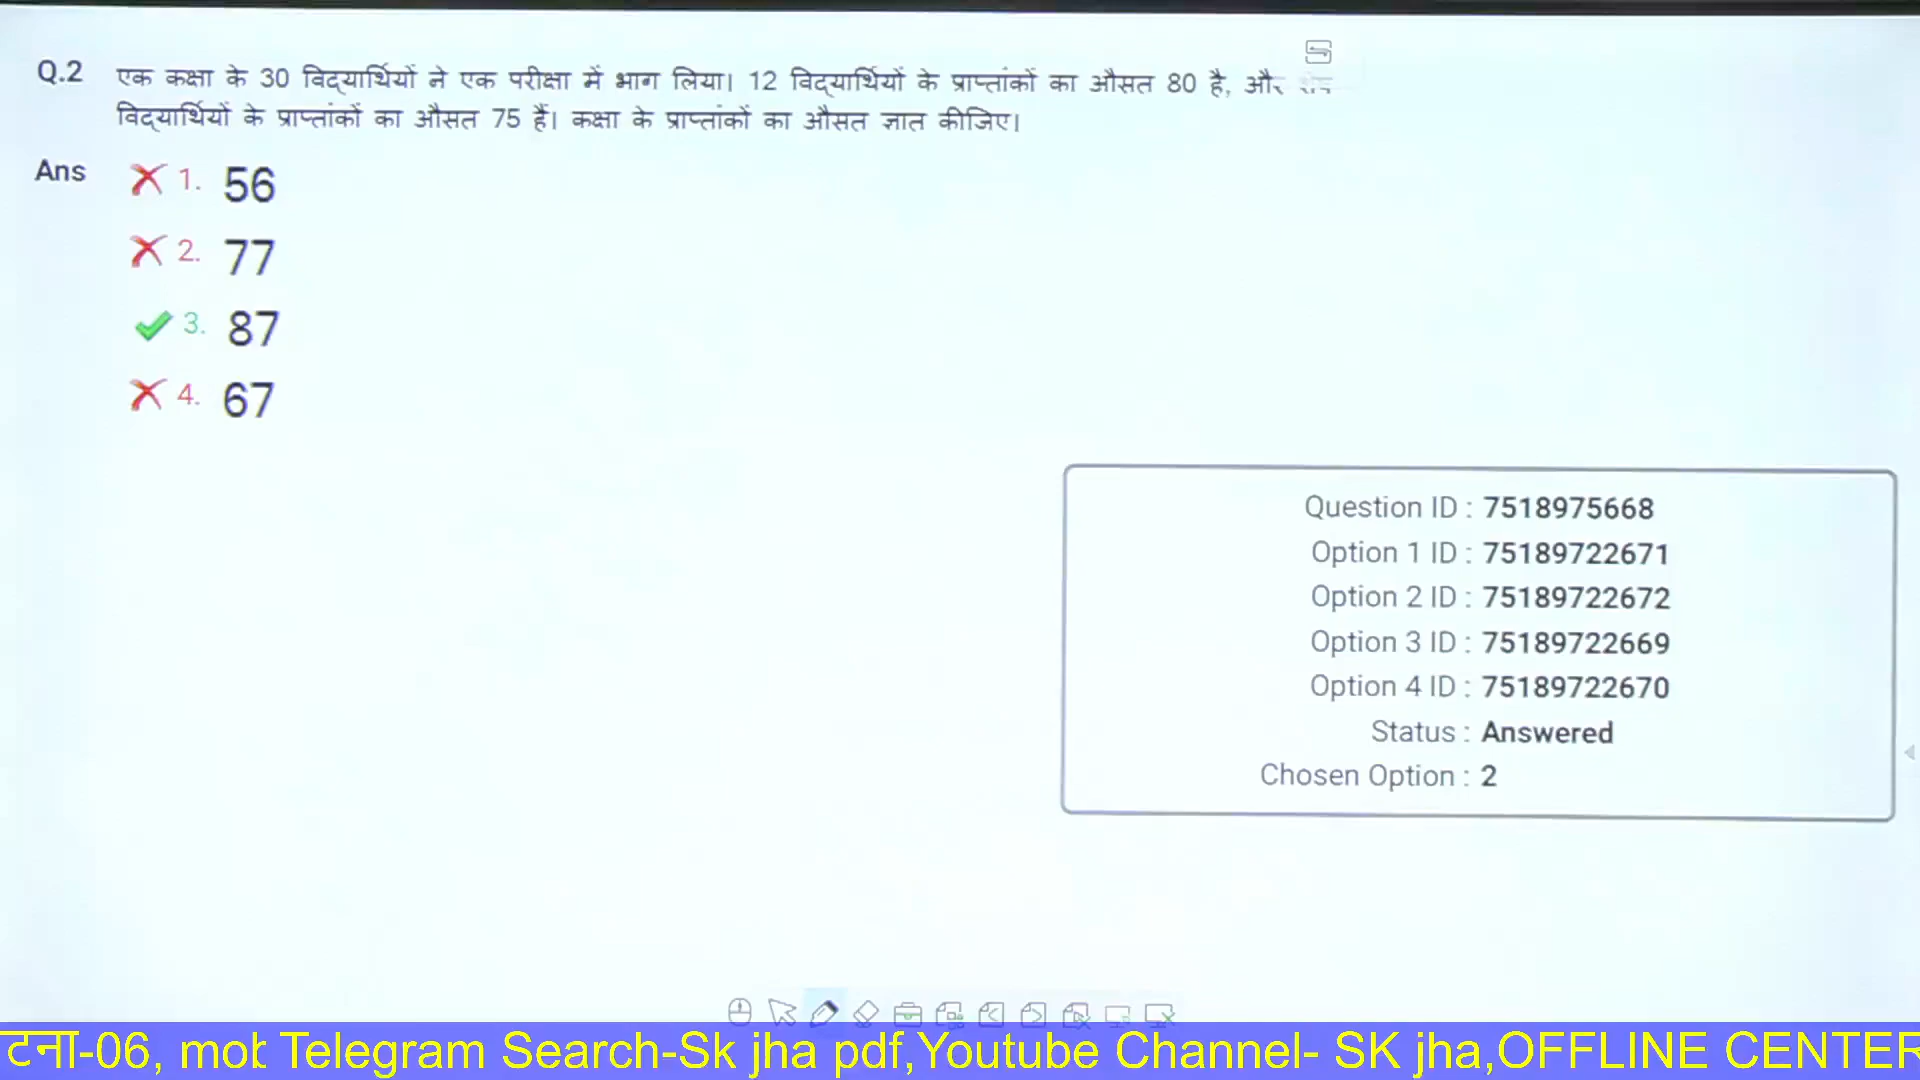 Q.2 एक कक्षा के 30 विद्यार्थियों ने एक परीक्षा में भाग लिया। 12 विद्यार्थियों के प्राप्तांकों का औसत 80 है, और
विद्यार्थियों के प्राप्तांकों का औसत 75 हैं। कक्षा के प्राप्तांकों का औसत ज्ञात कीजिए।
Ans 1. 56
2. 77
3. 87
4. 67
Question ID : 7518975668
Option 1 ID : 75189722671
Option 2 ID : 75189722672
Option 3 ID : 75189722669
Option 4 ID : 75189722670
Status : Answered
Chosen Option : 2
टना-06, mob Telegram Search-Sk jha pdf,Youtube Channel- SK jha,OFFLINE CENTER